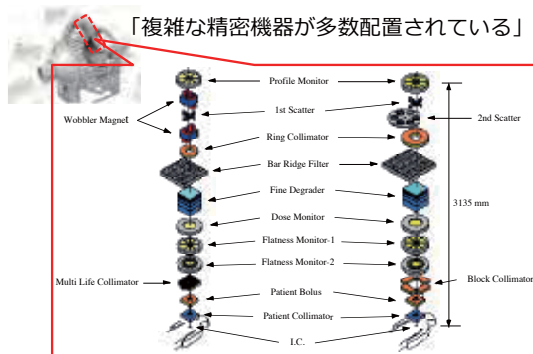 「複雑な精密機器が多数配置されている」
Profile Monitor
Wobbler Magnet
1st Scatter
2nd Scatter
Ring Collimator
Bar Ridge Filter
Fine Degrader
3135 mm
Dose Monitor
Flatness Monitor-1
Flatness Monitor-2
Multi Life Collimator
Block Collimator
Patient Bolus
Patient Collimator
I.C.